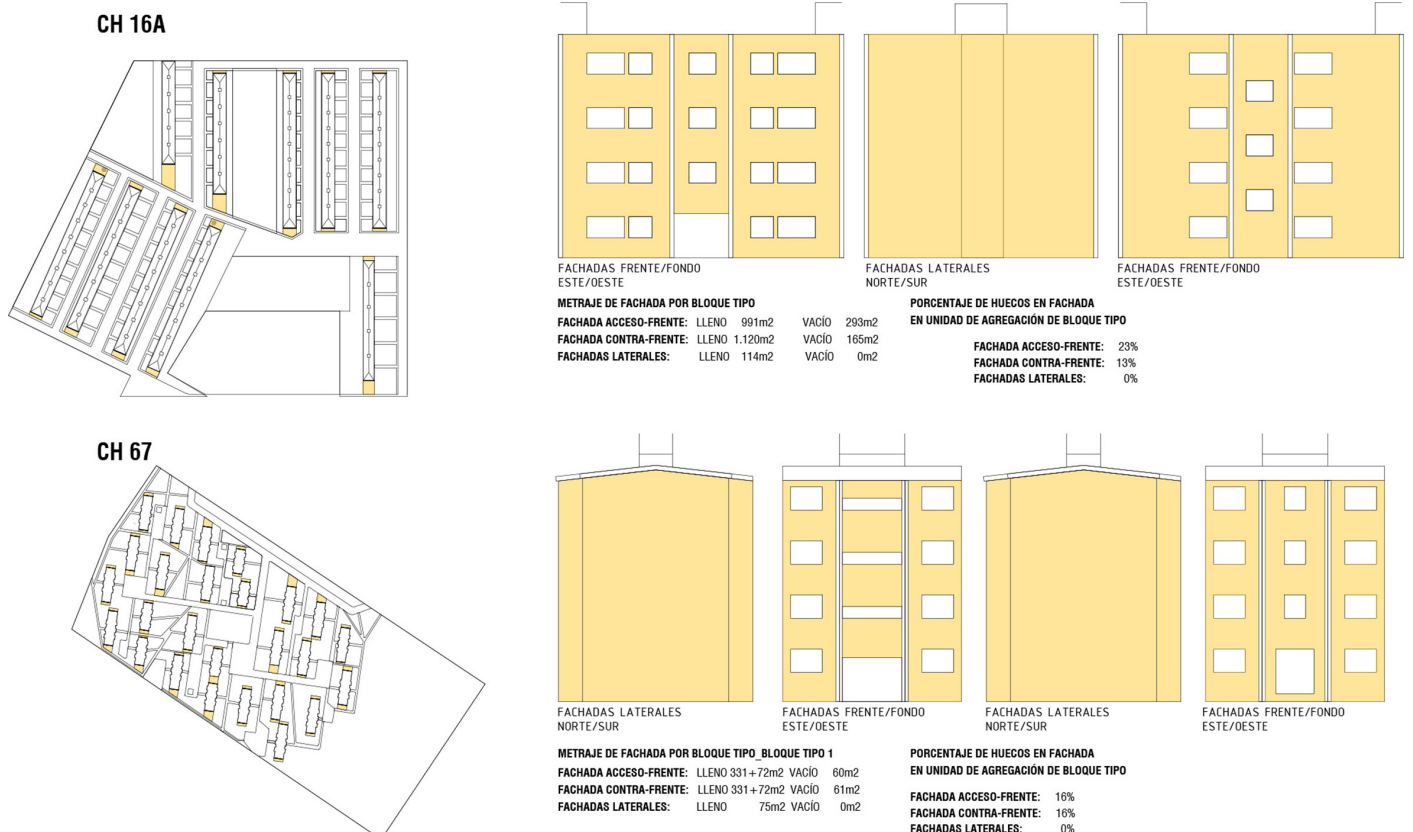 CH 16A
FACHADAS FRENTE/FONDO
ESTE/OESTE
FACHADAS LATERALES
NORTE/SUR
FACHADAS FRENTE/FONDO
ESTE/OESTE
METRAJE DE FACHADA POR BLOQUE TIPO
FACHADA ACCESO-FRENTE: LLENO 991m2 VACÍO 293m2
FACHADA CONTRA-FRENTE: LLENO 1.120m2 VACÍO 165m2
FACHADAS LATERALES: LLENO 114m2 VACÍO 0m2
PORCENTAJE DE HUECOS EN FACHADA
EN UNIDAD DE AGREGACIÓN DE BLOQUE TIPO
FACHADA ACCESO-FRENTE: 23%
FACHADA CONTRA-FRENTE: 13%
FACHADAS LATERALES: 0%
CH 67
FACHADAS LATERALES
NORTE/SUR
FACHADAS FRENTE/FONDO
ESTE/OESTE
FACHADAS LATERALES
NORTE/SUR
FACHADAS FRENTE/FONDO
ESTE/OESTE
METRAJE DE FACHADA POR BLOQUE TIPO_BLOQUE TIPO 1
FACHADA ACCESO-FRENTE: LLENO 331+72m2 VACÍO 60m2
FACHADA CONTRA-FRENTE: LLENO 331+72m2 VACÍO 61m2
FACHADAS LATERALES: LLENO 75m2 VACÍO 0m2
PORCENTAJE DE HUECOS EN FACHADA
EN UNIDAD DE AGREGACIÓN DE BLOQUE TIPO
FACHADA ACCESO-FRENTE: 16%
FACHADA CONTRA-FRENTE: 16%
FACHADAS LATERALES: 0%